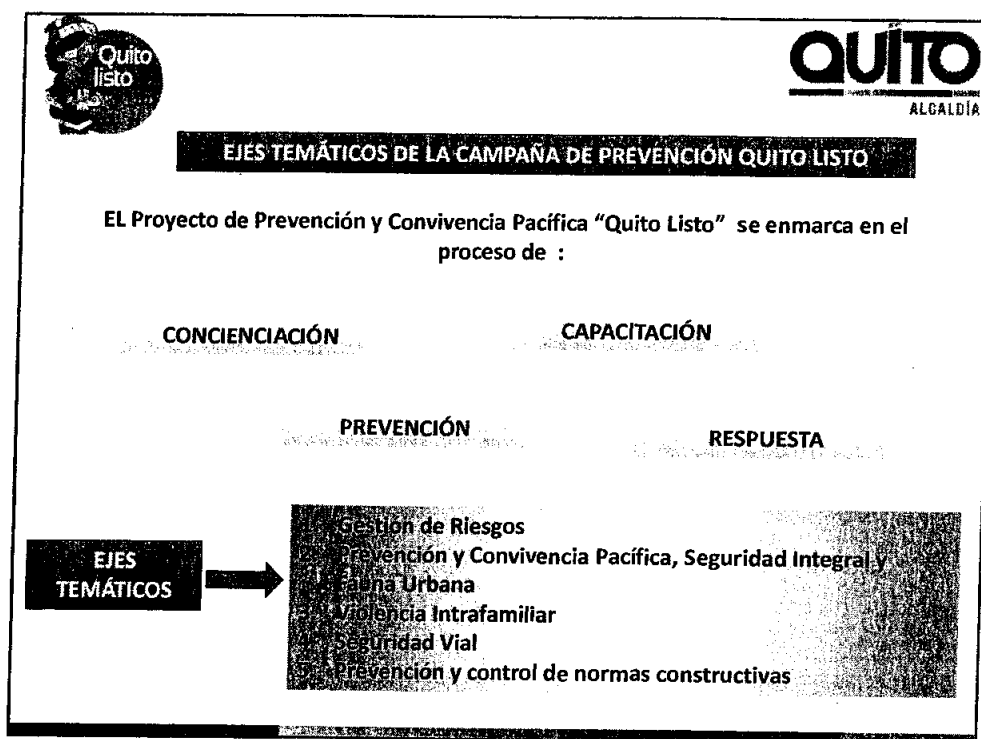 Quito
listo
QUITO
ALCALDÍA
EJES TEMÁTICOS DE LA CAMPAÑA DE PREVENCIÓN QUITO LISTO
EL Proyecto de Prevención y Convivencia Pacífica “Quito Listo” se enmarca en el
proceso de :
CONCIENCIACIÓN
CAPACITACIÓN
PREVENCIÓN
RESPUESTA
EJES
TEMÁTICOS
Gestión de Riesgos
Prevención y Convivencia Pacífica, Seguridad Integral y
Fauna Urbana
Violencia Intrafamiliar
Seguridad Vial
Prevención y control de normas constructivas